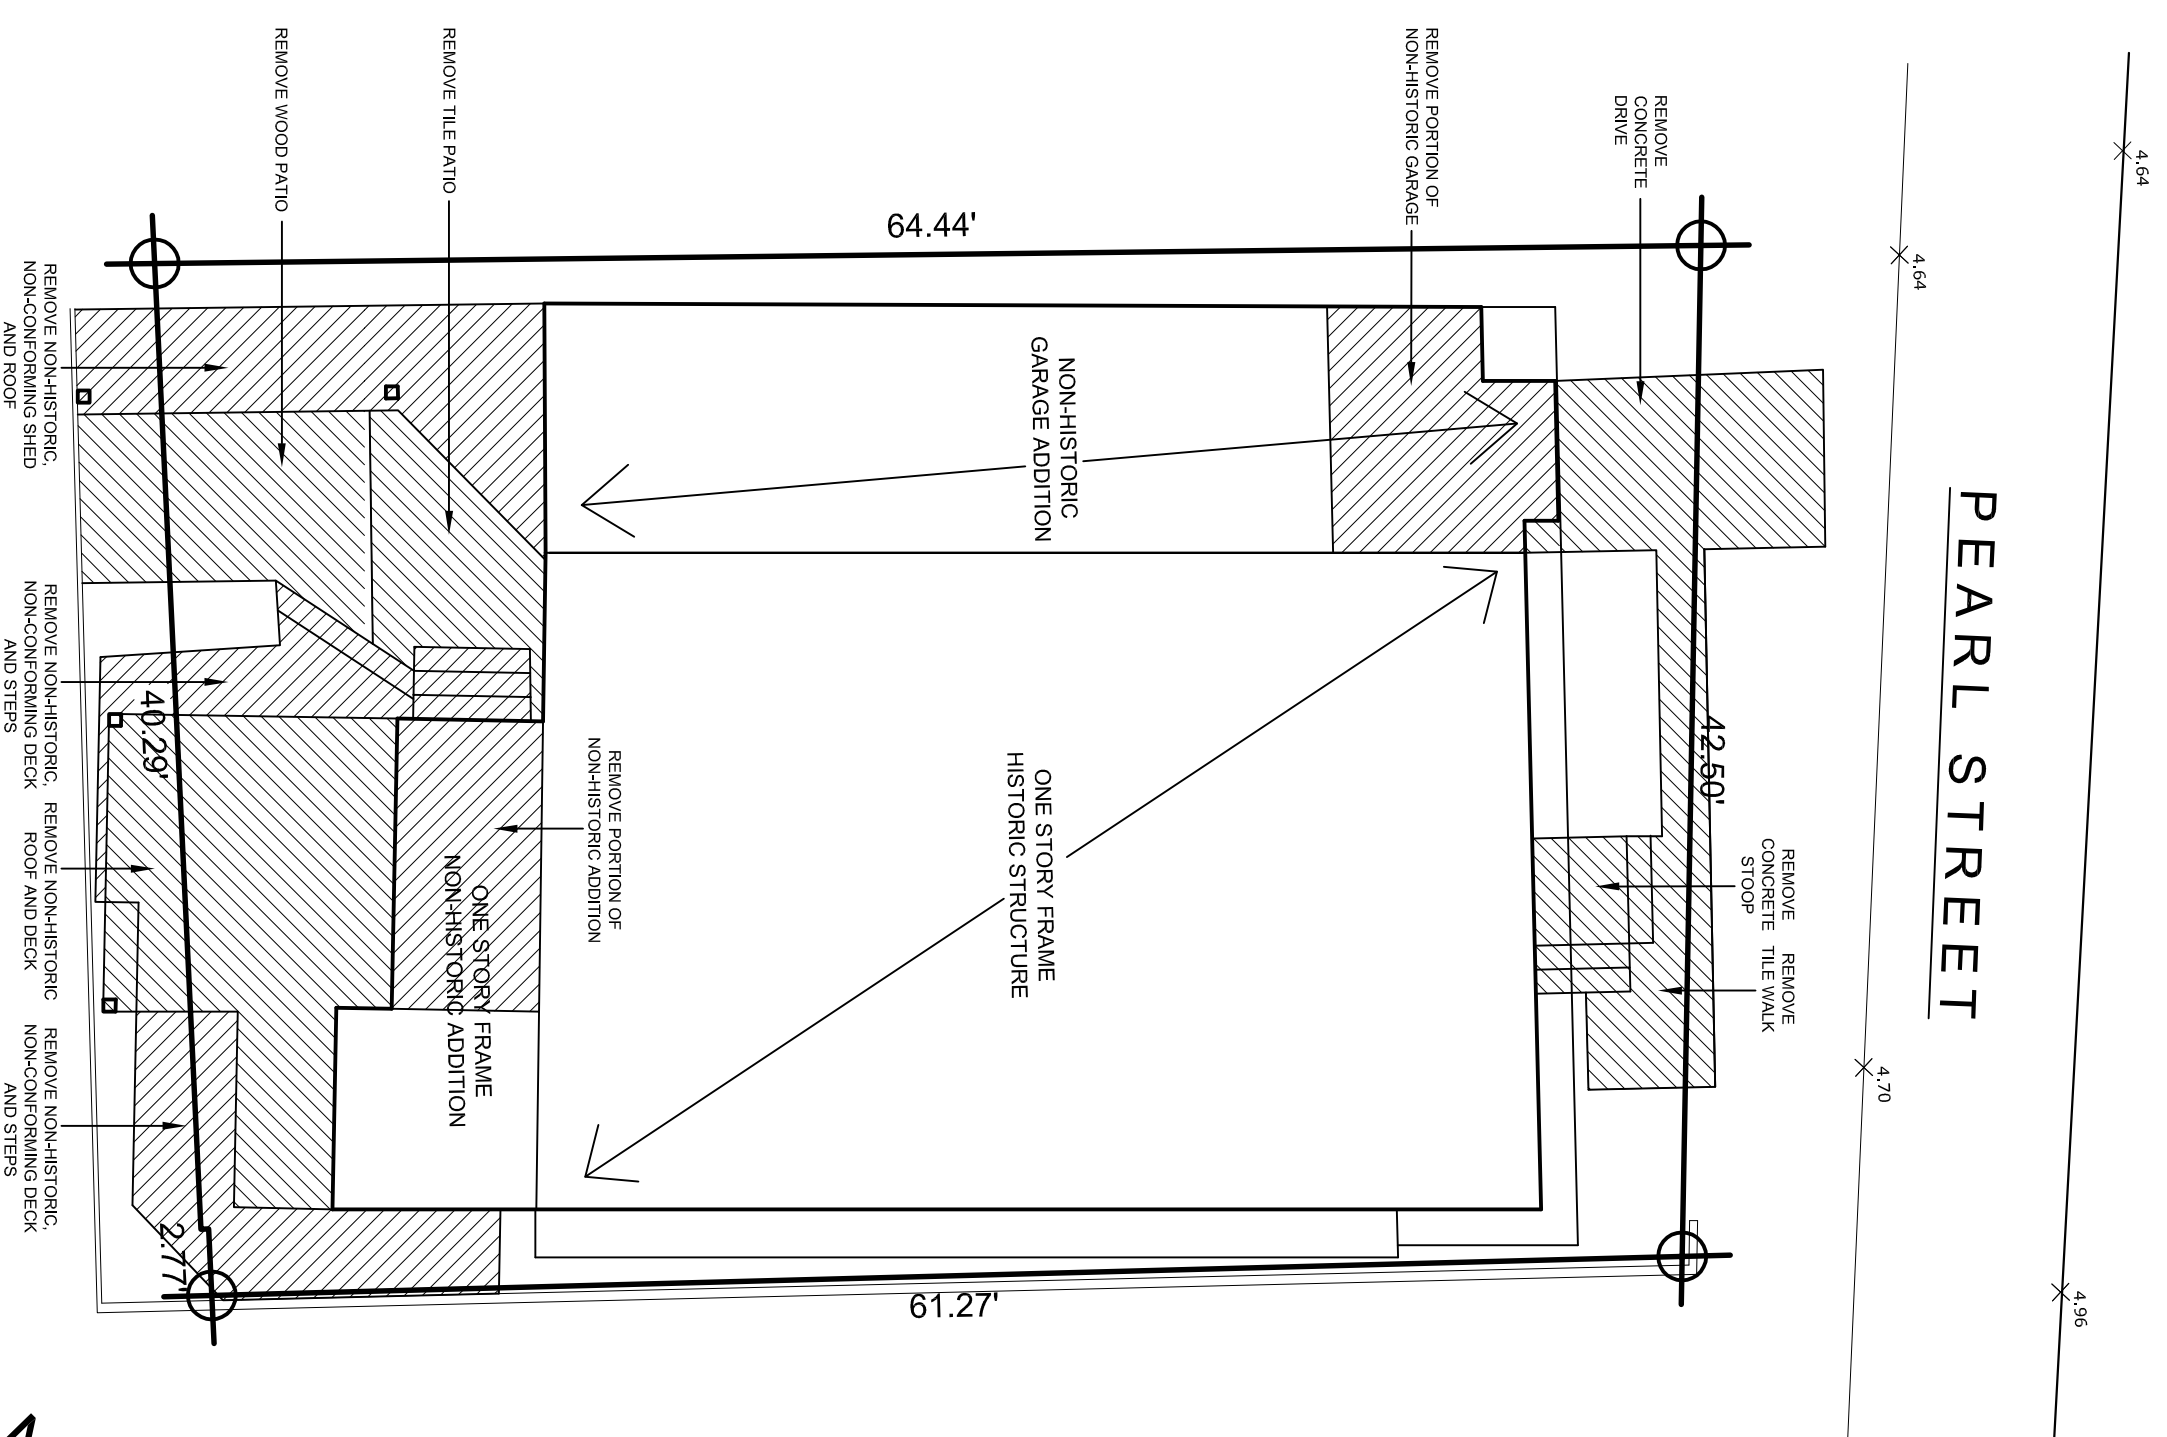 REMOVE WOOD PATIO
REMOVE TILE PATIO
REMOVE PORTION OF
NON-HISTORIC GARAGE
REMOVE
CONCRETE
DRIVE
4.64
4.64
64.44'
REMOVE NON-HISTORIC,
NON-CONFORMING SHED
AND ROOF
NON-HISTORIC
GARAGE ADDITION
PEARL STREET
REMOVE NON-HISTORIC,
NON-CONFORMING DECK
AND STEPS
40.29'
42.50'
REMOVE PORTION OF
NON-HISTORIC ADDITION
ONE STORY FRAME
HISTORIC STRUCTURE
REMOVE NON-HISTORIC
ROOF AND DECK
ONE STORY FRAME
NON-HISTORIC ADDITION
REMOVE
CONCRETE
STOOP
REMOVE
TILE WALK
REMOVE NON-HISTORIC,
NON-CONFORMING DECK
AND STEPS
4.70
2.77'
61.27'
4.96